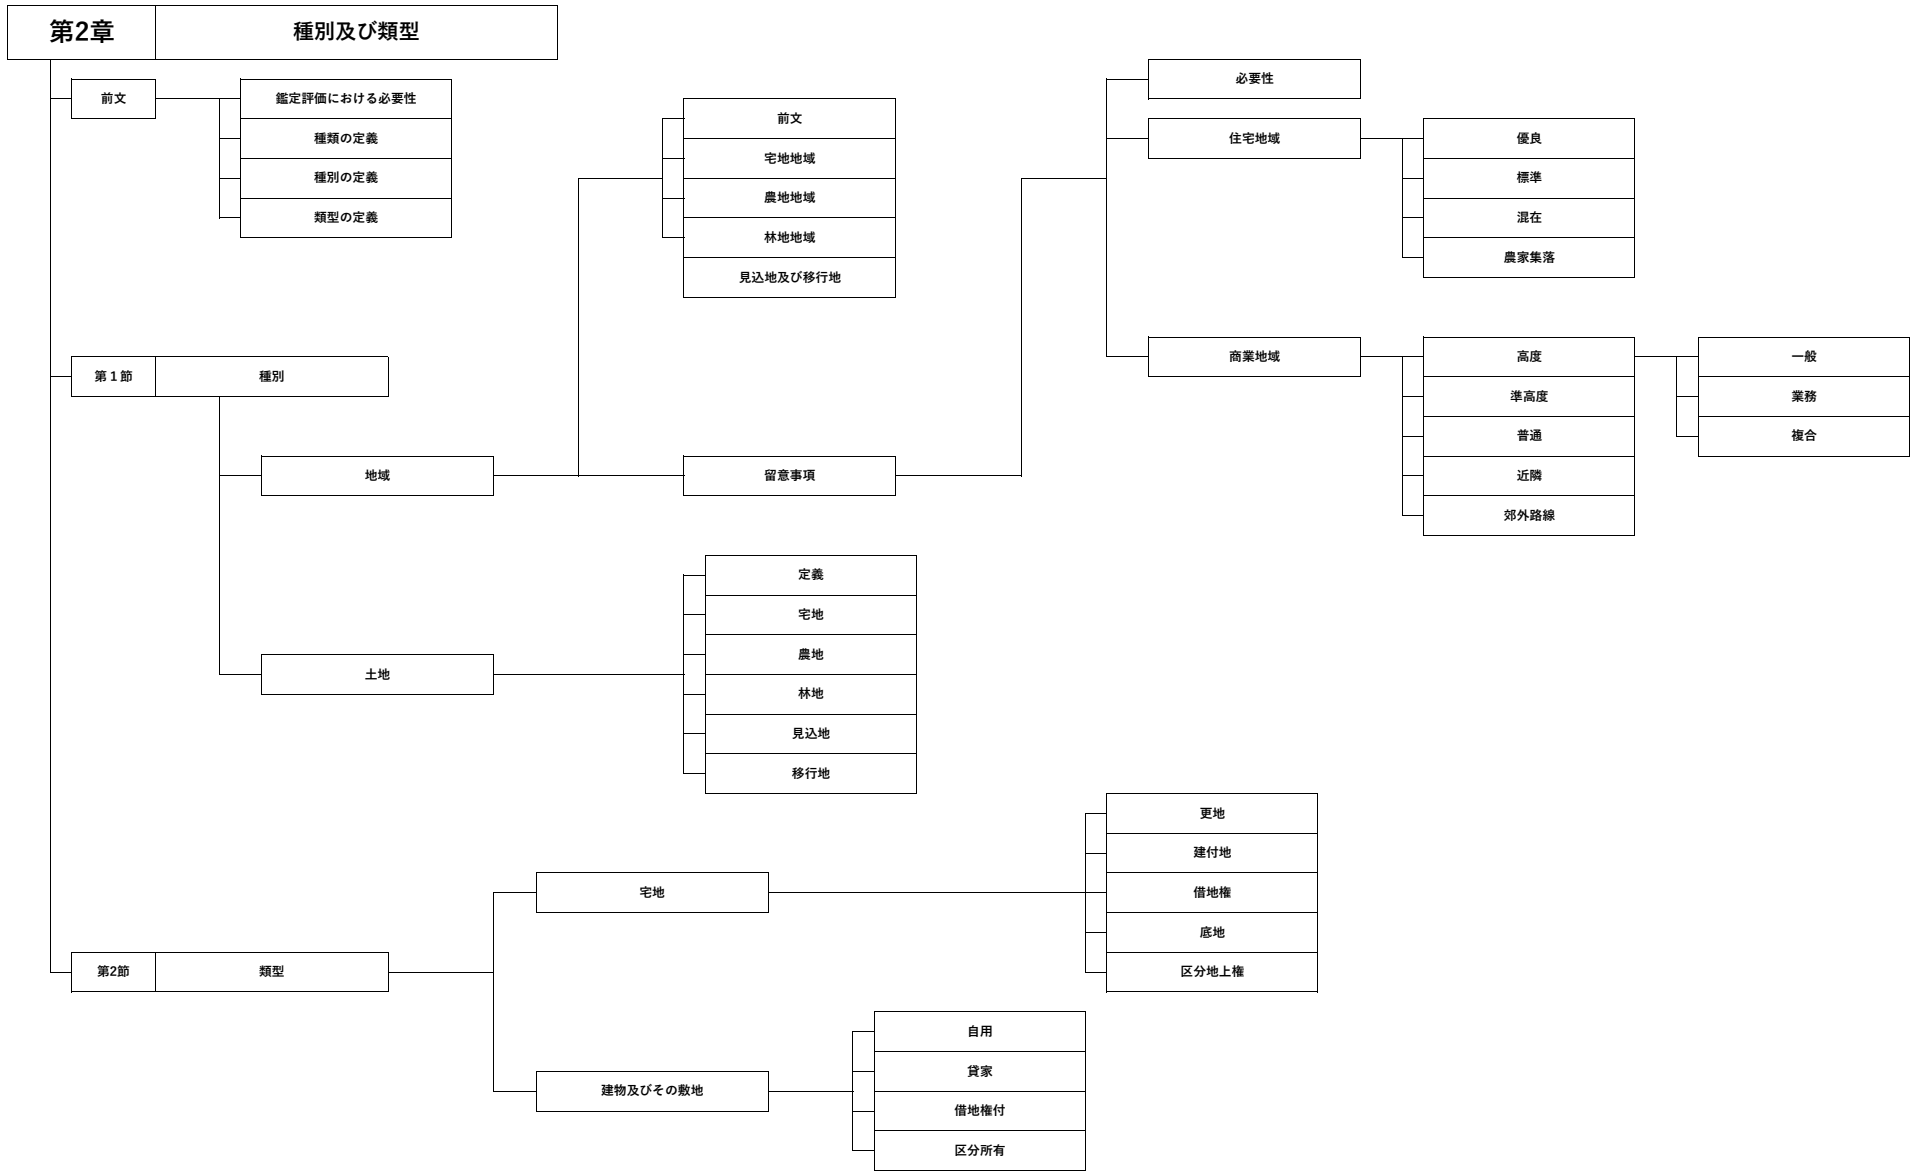 第2章 種別及び類型
前文
鑑定評価における必要性
種類の定義
種別の定義
類型の定義
第１節 種別
地域
前文
宅地地域
農地地域
林地地域
見込地及び移行地
留意事項
必要性
住宅地域
優良
標準
混在
農家集落
商業地域
高度
準高度
普通
近隣
郊外路線
一般
業務
複合
土地
定義
宅地
農地
林地
見込地
移行地
第2節 類型
宅地
更地
建付地
借地権
底地
区分地上権
建物及びその敷地
自用
貸家
借地権付
区分所有